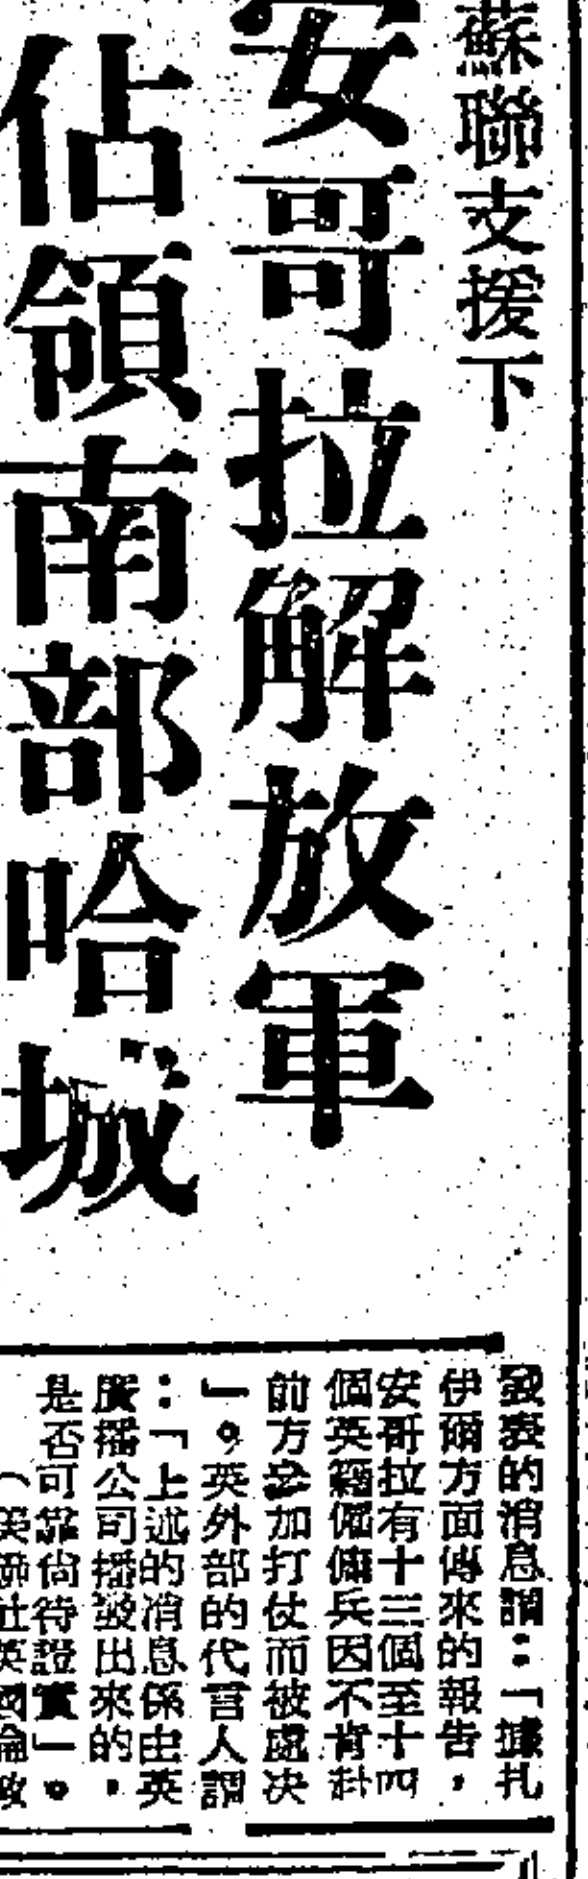 蘇聯支援下
安哥拉解放軍
佔領南部哈城
發表的消息謂：「據扎
伊爾方面傳來的報告，
安哥拉有十三個至十四
個英籍僱傭兵因不肯赴
前方參加打仗而被處决
」。英外部的代言人謂
：「上述的消息係由英
廣播公司播發出來的，
是否可靠尙待證實」。
（美聯社英國倫敦